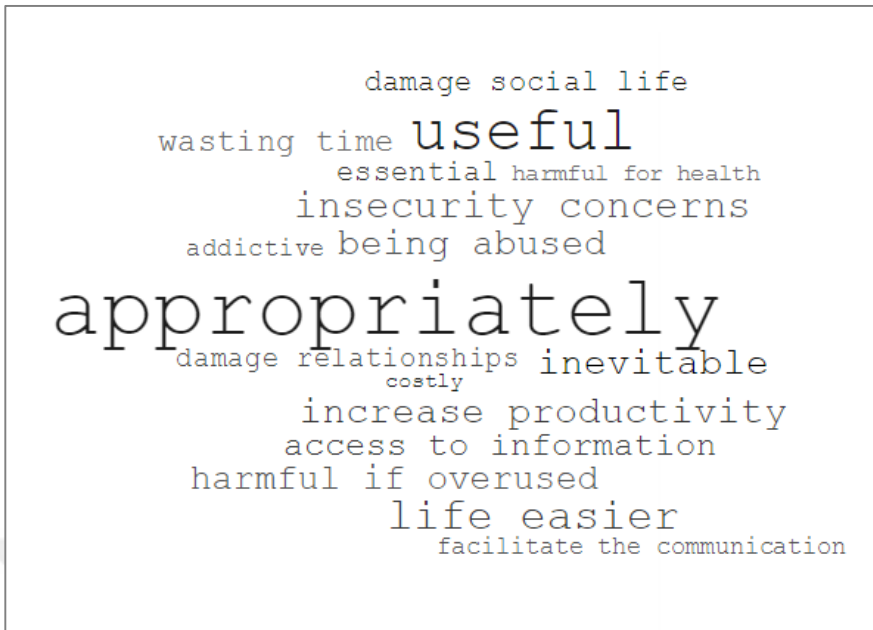 damage social life
wasting time useful
essential harmful for health
insecurity concerns
addictive being abused
appropriately
damage relationships inevitable
costly
increase productivity
access to information
harmful if overused
life easier
facilitate the communication